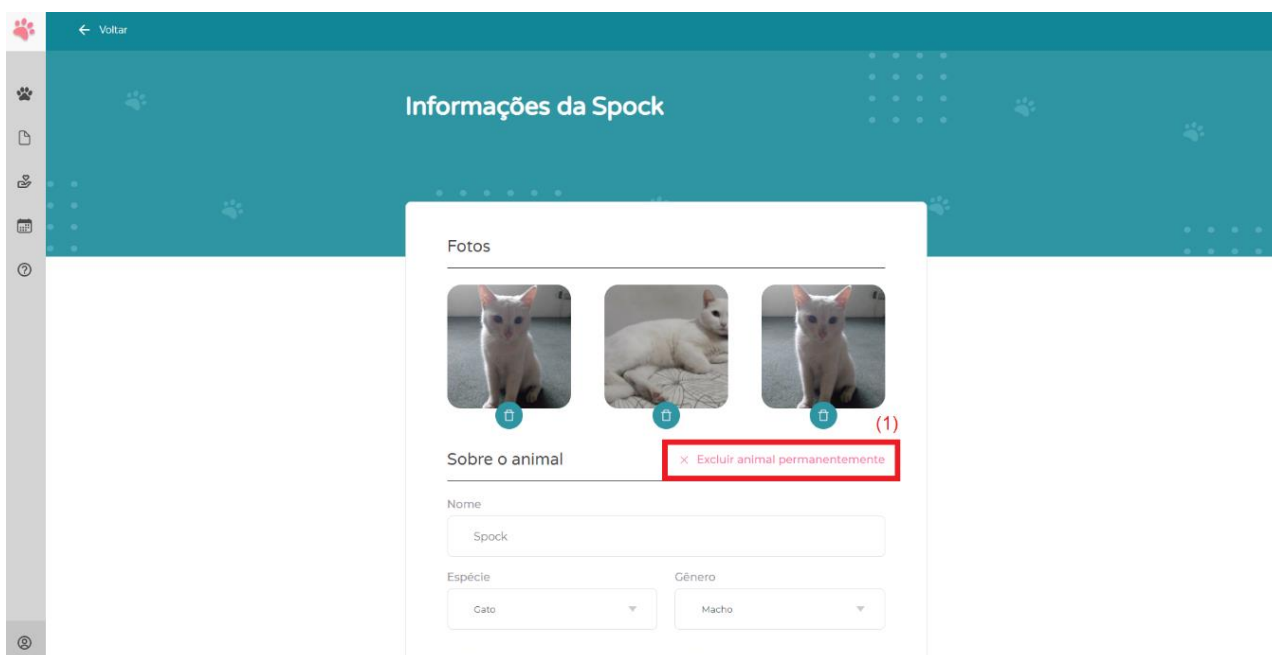 Voltar
Informações da Spock
Fotos
(1)
Sobre o animal
Excluir animal permanentemente
Nome
Spock
Espécie Gênero
Gato Macho